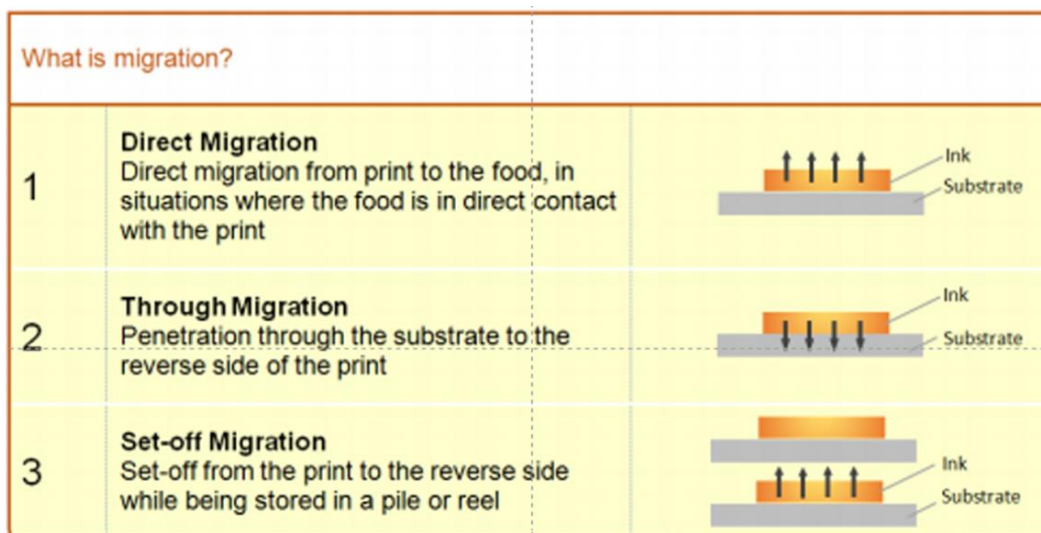 What is migration?
1
Direct Migration
Direct migration from print to the food, in
situations where the food is in direct contact
with the print
Ink
Substrate
2
Through Migration
Penetration through the substrate to the
reverse side of the print
Ink
Substrate
3
Set-off Migration
Set-off from the print to the reverse side
while being stored in a pile or reel
Ink
Substrate